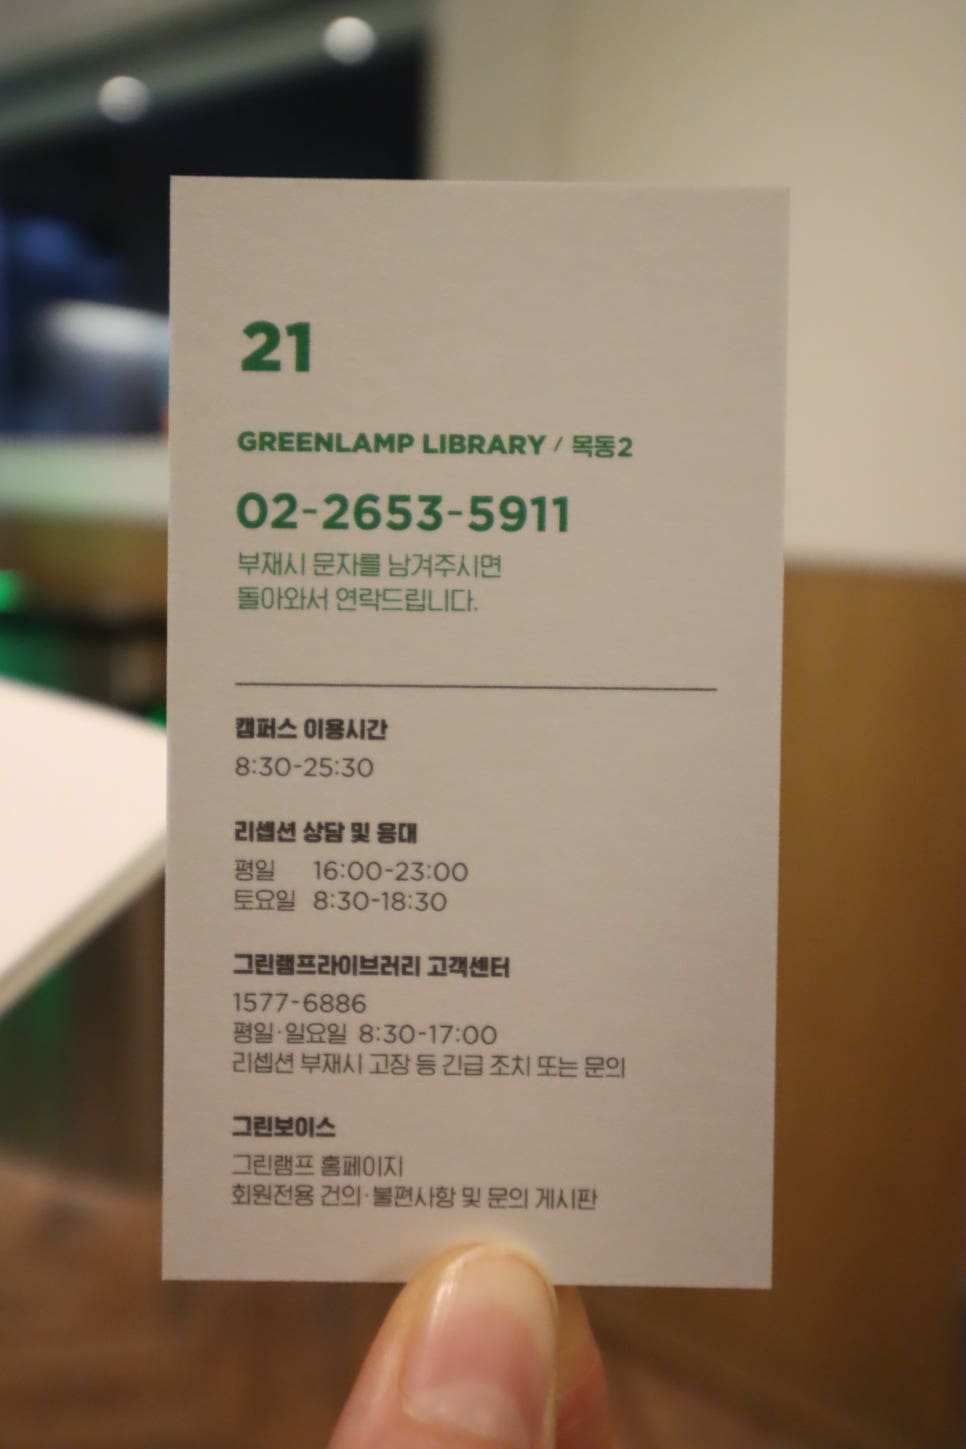 21
GREENLAMP LIBRARY / 목동2
02-2653-5911
부재시 문자를 남겨주시면
돌아와서 연락드립니다.
캠퍼스 이용시간
8:30-25:30
리셉션 상담 및 응대
평일 16:00-23:00
토요일 8:30-18:30
그린램프라이브러리 고객센터
1577-6886
평일·일요일 8:30-17:00
리셉션 부재시 고장 등 긴급 조치 또는 문의
그린보이스
그린램프 홈페이지
회원전용 건의·불편사항 및 문의 게시판